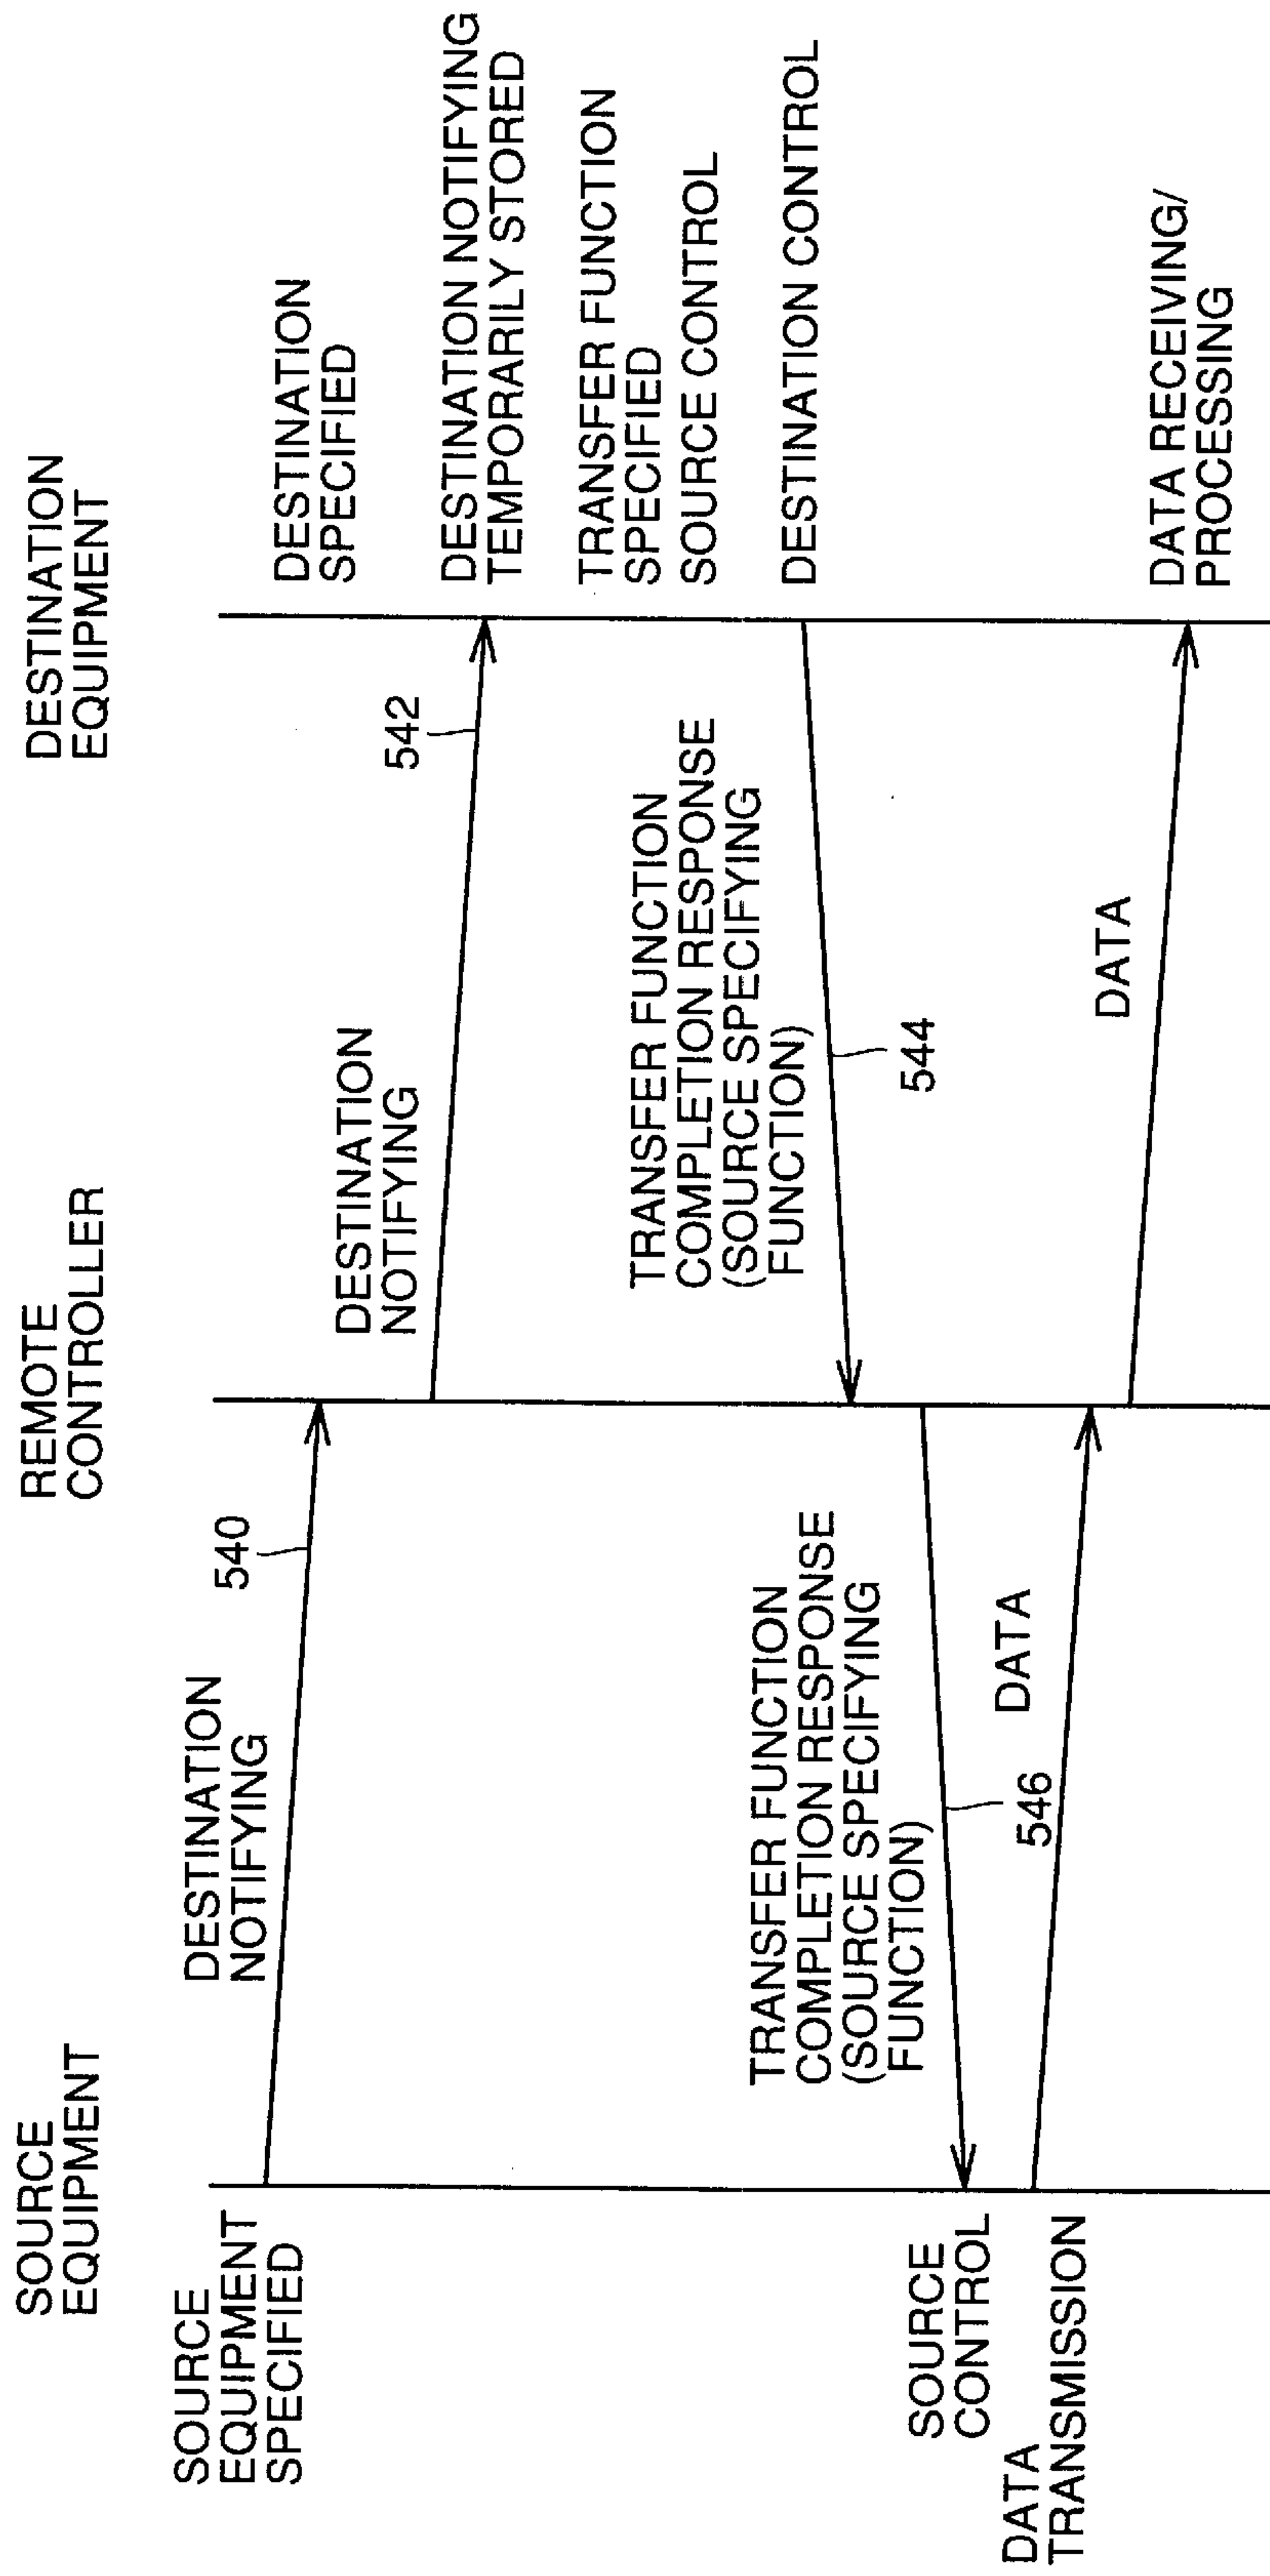 SOURCE
EQUIPMENT
REMOTE
CONTROLLER
DESTINATION
EQUIPMENT
SOURCE
EQUIPMENT
SPECIFIED
DESTINATION
NOTIFYING
540
DESTINATION
SPECIFIED
DESTINATION
NOTIFYING
542
DESTINATION NOTIFYING
TEMPORARILY STORED
TRANSFER FUNCTION
SPECIFIED
SOURCE CONTROL
DESTINATION CONTROL
TRANSFER FUNCTION
COMPLETION RESPONSE
(SOURCE SPECIFYING
FUNCTION)
544
TRANSFER FUNCTION
COMPLETION RESPONSE
(SOURCE SPECIFYING
FUNCTION)
546
SOURCE
CONTROL
DATA
TRANSMISSION
DATA
DATA
DATA RECEIVING/
PROCESSING